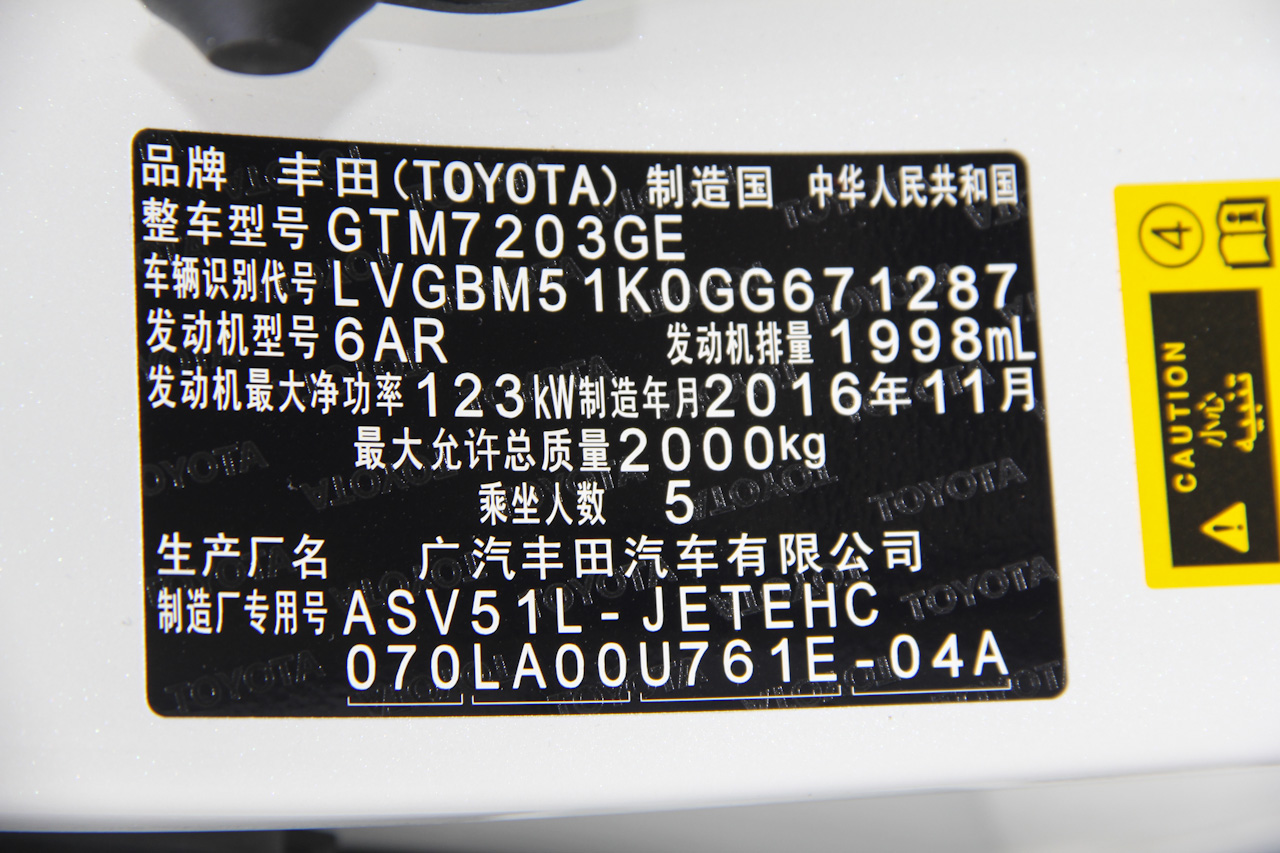 品牌 丰田(TOYOTA) 制造国 中华人民共和国
整车型号 GTM7203GE
车辆识别代号 LVGBM51K0GG671287
发动机型号 6AR 发动机排量 1998mL
发动机最大净功率 123kW 制造年月 2016年11月
最大允许总质量 2000kg
乘坐人数 5
生产厂名 广汽丰田汽车有限公司
制造厂专用号 ASV51L-JETEHC
070LA00U761E-04A
④
CAUTION
小心
تنبيه